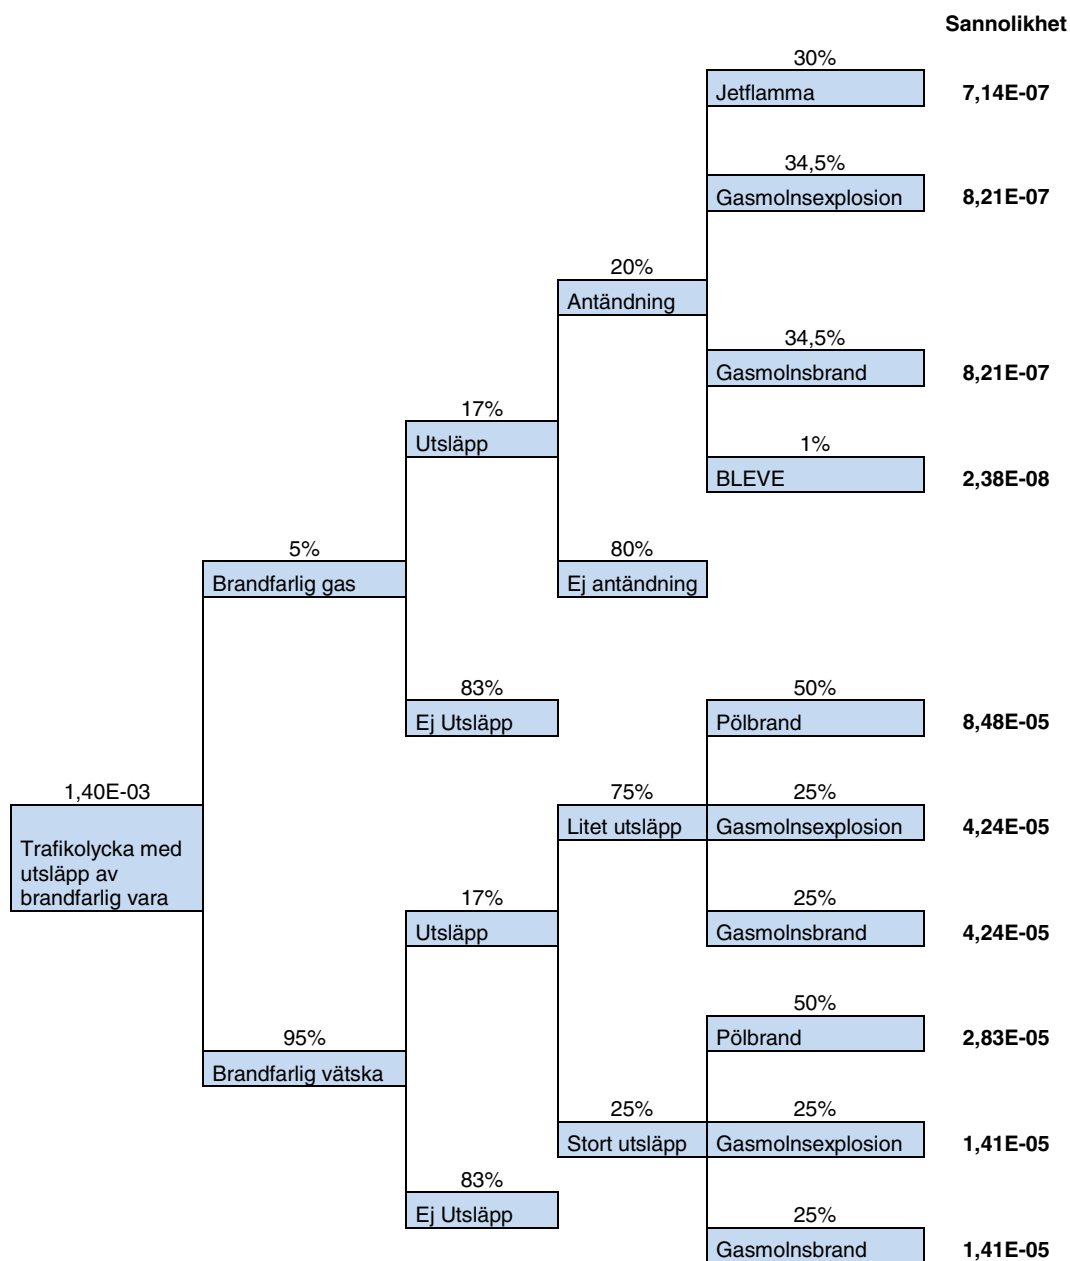 Sannolikhet
30%
Jetflamma 7,14E-07
34,5%
Gasmolnsexplosion 8,21E-07
20%
Antändning
34,5%
Gasmolnsbrand 8,21E-07
17%
Utsläpp
1%
BLEVE 2,38E-08
5%
80%
Brandfarlig gas
Ej antändning
83%
50%
Ej Utsläpp
Pölbrand 8,48E-05
1,40E-03
75%
25%
Litet utsläpp
Gasmolnsexplosion 4,24E-05
Trafikolycka med
utsläpp av
brandfarlig vara
17%
25%
Utsläpp
Gasmolnsbrand 4,24E-05
50%
Pölbrand 2,83E-05
95%
Brandfarlig vätska
25%
25%
Stort utsläpp
Gasmolnsexplosion 1,41E-05
83%
Ej Utsläpp
25%
Gasmolnsbrand 1,41E-05